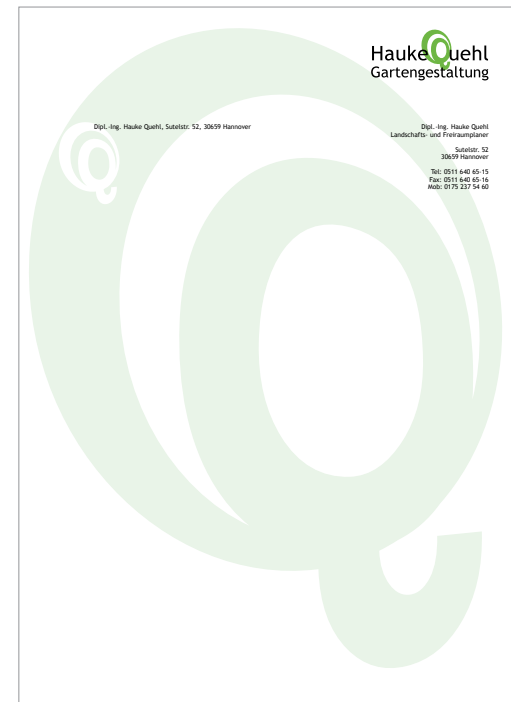 Hauke Quehl
Gartengestaltung
Dipl.-Ing. Hauke Quehl, Sutelstr. 52, 30659 Hannover
Dipl.-Ing. Hauke Quehl
Landschafts- und Freiraumplaner
Sutelstr. 52
30659 Hannover
Tel: 0511 640 65-15
Fax: 0511 640 65-16
Mob: 0175 237 54 60